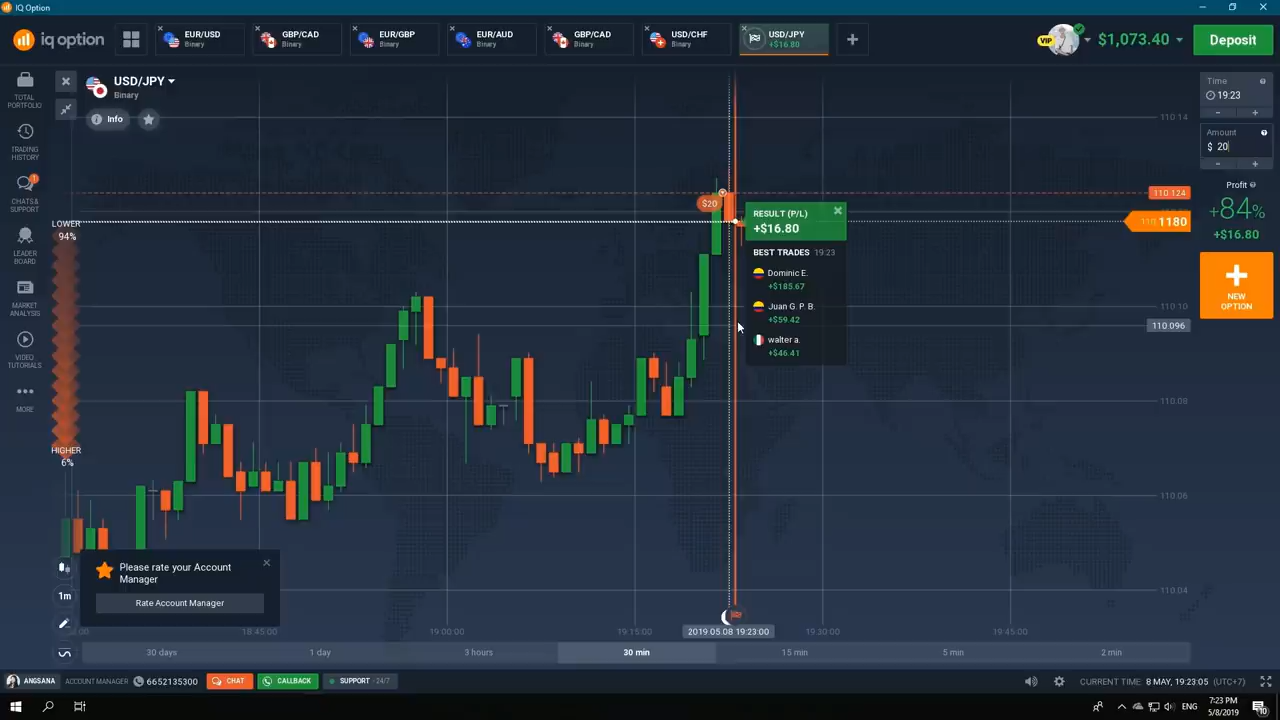 IQ Option
iq option
EUR/USD
Binary
GBP/CAD
Binary
EUR/GBP
Binary
EUR/AUD
Binary
GBP/CAD
Binary
USD/CHF
Binary
USD/JPY
+$16.80
VIP
$1,073.40
Deposit
TOTAL
PORTFOLIO
TRADING
HISTORY
1
CHATS &
SUPPORT
LEADER
BOARD
MARKET
ANALYSIS
VIDEO
TUTORIALS
MORE
USD/JPY
Binary
Info
LOWER
94%
HIGHER
6%
$20
RESULT (P/L)
+$16.80
BEST TRADES 19:23
Dominic E.
+$185.67
Juan G. P. B.
+$59.42
walter a.
+$46.41
110.14
110.124
1180
110.10
110.096
110.08
110.06
110.04
Time
19:23
- +
Amount
$ 20
- +
Profit
+84%
+$16.80
NEW
OPTION
Please rate your Account
Manager
Rate Account Manager
1m
18:45:00
19:00:00
19:15:00
2019.05.08 19:23:00
19:30:00
19:45:00
30 days
1 day
3 hours
30 min
15 min
5 min
2 min
ANGSANA
ACCOUNT MANAGER
6652135300
CHAT
CALLBACK
SUPPORT 24/7
CURRENT TIME: 8 MAY, 19:23:05 (UTC+7)
ENG
7:23 PM
5/8/2019
10